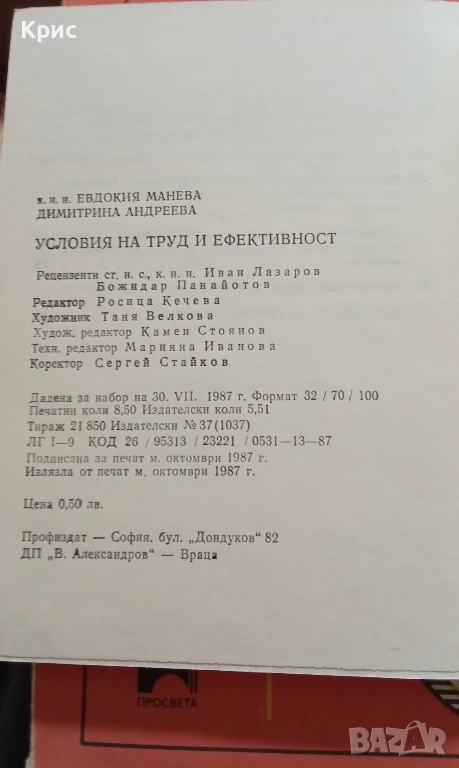 Крис
к. и. н. ЕВДОКИЯ МАНЕВА
ДИМИТРИНА АНДРЕЕВА
УСЛОВИЯ НА ТРУД И ЕФЕКТИВНОСТ
Рецензенти ст. н. с., к. и. н. Иван Лазаров
Божидар Панайотов
Редактор Росица Кечева
Художник Таня Велкова
Худож. редактор Камен Стоянов
Техн. редактор Марияна Иванова
Коректор Сергей Стайков
Дадена за набор на 30. VII. 1987 г. Формат 32 / 70 / 100
Печатни коли 8,50 Издателски коли 5,51
Тираж 21 850 Издателски № 37 (1037)
ЛГ I—9 КОД 26 / 95313 / 23221 / 0531—13—87
Подписана за печат м. октомври 1987 г.
Излязла от печат м. октомври 1987 г.
Цена 0,50 лв.
Профиздат — София, бул. „Дондуков" 82
ДП „В. Александров" — Враца
ПРОСВЕТА
BAZAR